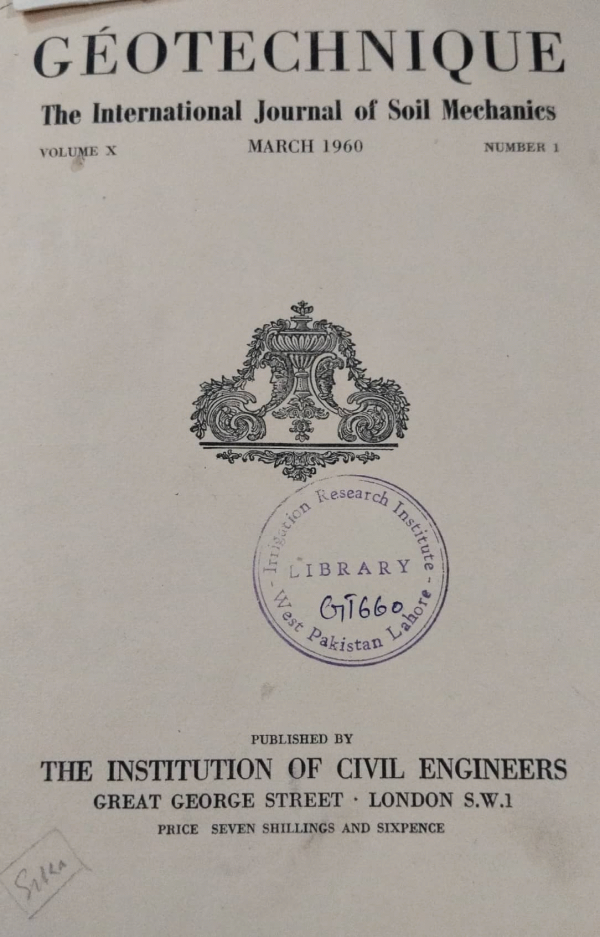 GÉOTECHNIQUE
The International Journal of Soil Mechanics
VOLUME X MARCH 1960 NUMBER 1
Irrigation Research Institute
LIBRARY
GT660
West Pakistan Lahore
PUBLISHED BY
THE INSTITUTION OF CIVIL ENGINEERS
GREAT GEORGE STREET · LONDON S.W.1
PRICE SEVEN SHILLINGS AND SIXPENCE